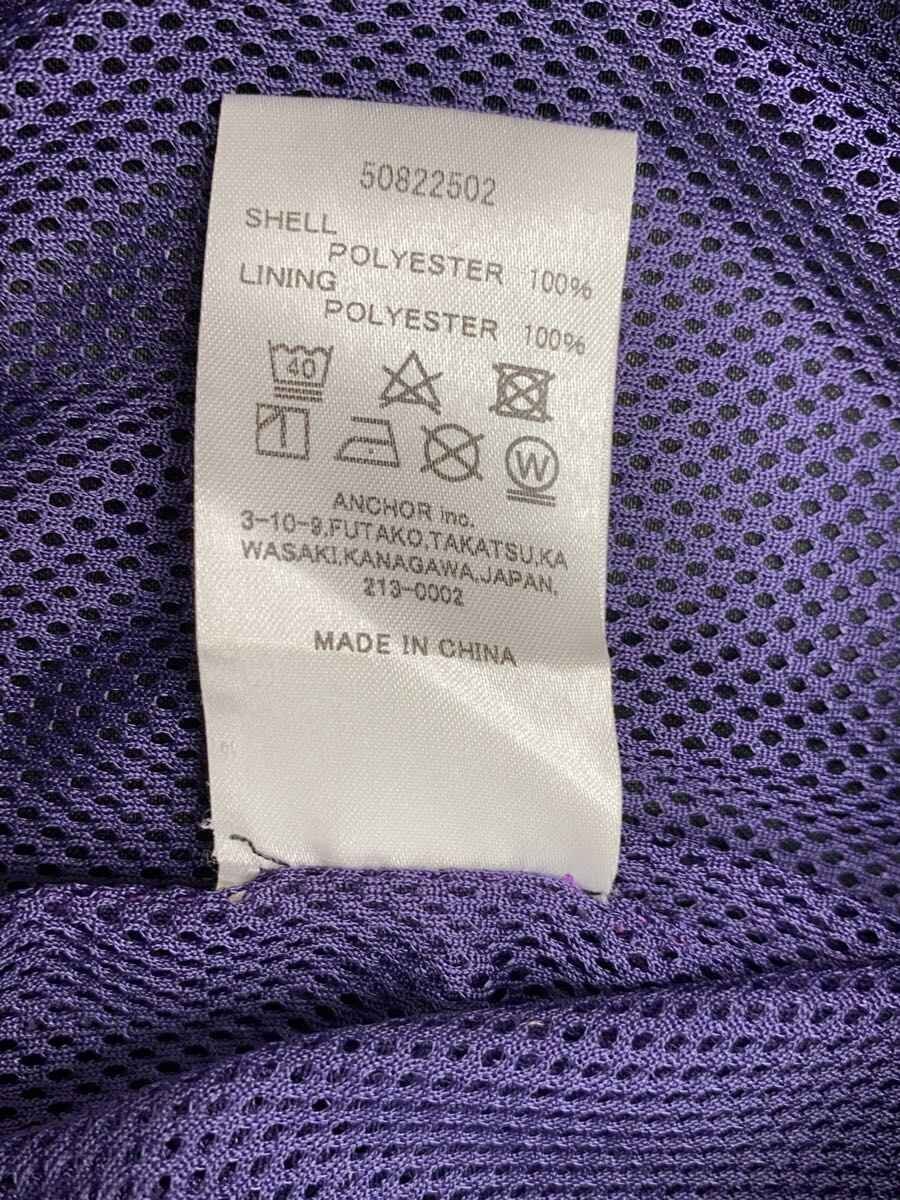 50822502
SHELL
POLYESTER 100%
LINING
POLYESTER 100%
40
W
ANCHOR Inc.
3-10-9,FUTAKO,TAKATSU,KA
WASAKI,KANAGAWA,JAPAN,
213-0002
MADE IN CHINA